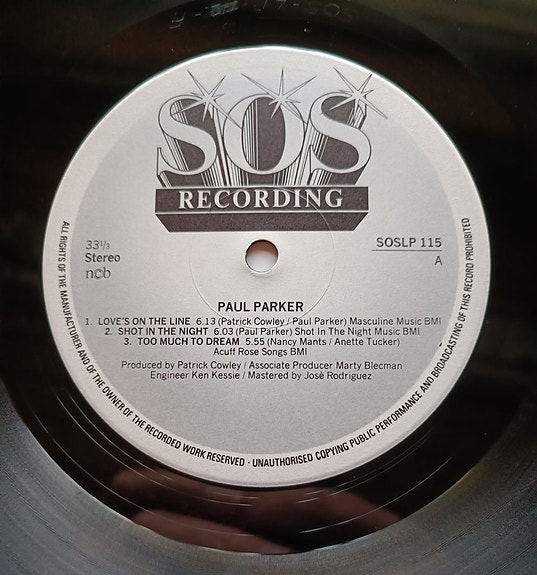 SOS
RECORDING
33 1/3
Stereo
ncb
SOSLP 115
A
PAUL PARKER
1. LOVE'S ON THE LINE 6.13 (Patrick Cowley / Paul Parker) Masculine Music BMI
2. SHOT IN THE NIGHT 6.03 (Paul Parker) Shot In The Night Music BMI
3. TOO MUCH TO DREAM 5.55 (Nancy Mants / Anette Tucker)
Acuff Rose Songs BMI
Produced by Patrick Cowley / Associate Producer Marty Blecman
Engineer Ken Kessie / Mastered by Josè Rodriguez
ALL RIGHTS OF THE MANUFACTURER AND OF THE OWNER OF THE RECORDED WORK RESERVED · UNAUTHORISED COPYING PUBLIC PERFORMANCE AND BROADCASTING OF THIS RECORD PROHIBITED